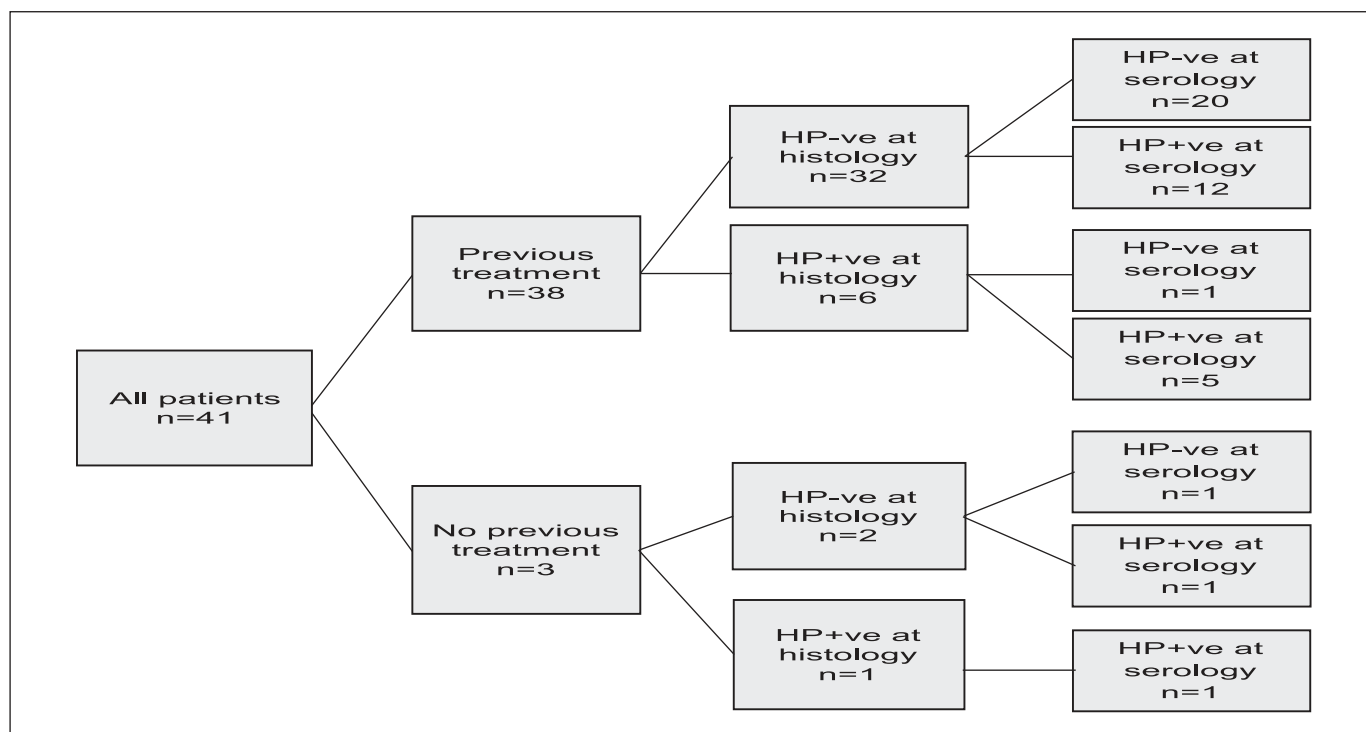 All patients
n=41
Previous
treatment
n=38
No previous
treatment
n=3
HP-ve at
histology
n=32
HP+ve at
histology
n=6
HP-ve at
histology
n=2
HP+ve at
histology
n=1
HP-ve at
serology
n=20
HP+ve at
serology
n=12
HP-ve at
serology
n=1
HP+ve at
serology
n=5
HP-ve at
serology
n=1
HP+ve at
serology
n=1
HP+ve at
serology
n=1